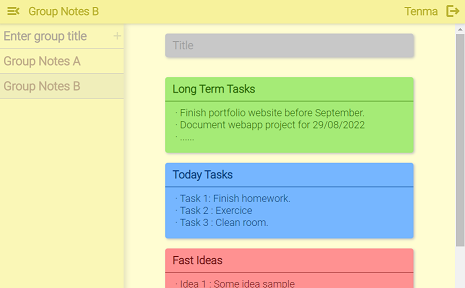 Group Notes B
Tenma
Enter group title +
Group Notes A
Group Notes B
Title
Long Term Tasks
· Finish portfolio website before September.
· Document webapp project for 29/08/2022
· ......
Today Tasks
· Task 1: Finish homework.
· Task 2 : Exercice
· Task 3 : Clean room.
Fast Ideas
· Idea 1 : Some idea sample